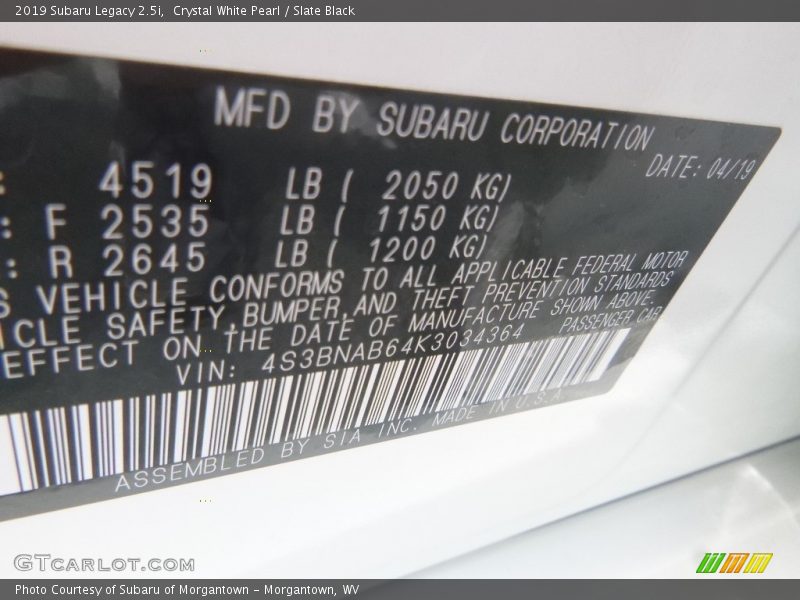 2019 Subaru Legacy 2.5i, Crystal White Pearl / Slate Black
MFD BY SUBARU CORPORATION
DATE: 04/19
: 4519 LB ( 2050 KG)
: F 2535 LB ( 1150 KG)
: R 2645 LB ( 1200 KG)
S VEHICLE CONFORMS TO ALL APPLICABLE FEDERAL MOTOR
ICLE SAFETY, BUMPER, AND THEFT PREVENTION STANDARDS
EFFECT ON THE DATE OF MANUFACTURE SHOWN ABOVE.
VIN: 4S3BNAB64K3034364 PASSENGER CAR
ASSEMBLED BY SIA INC. MADE IN U.S.A.
GTCARLOT.COM
Photo Courtesy of Subaru of Morgantown - Morgantown, WV